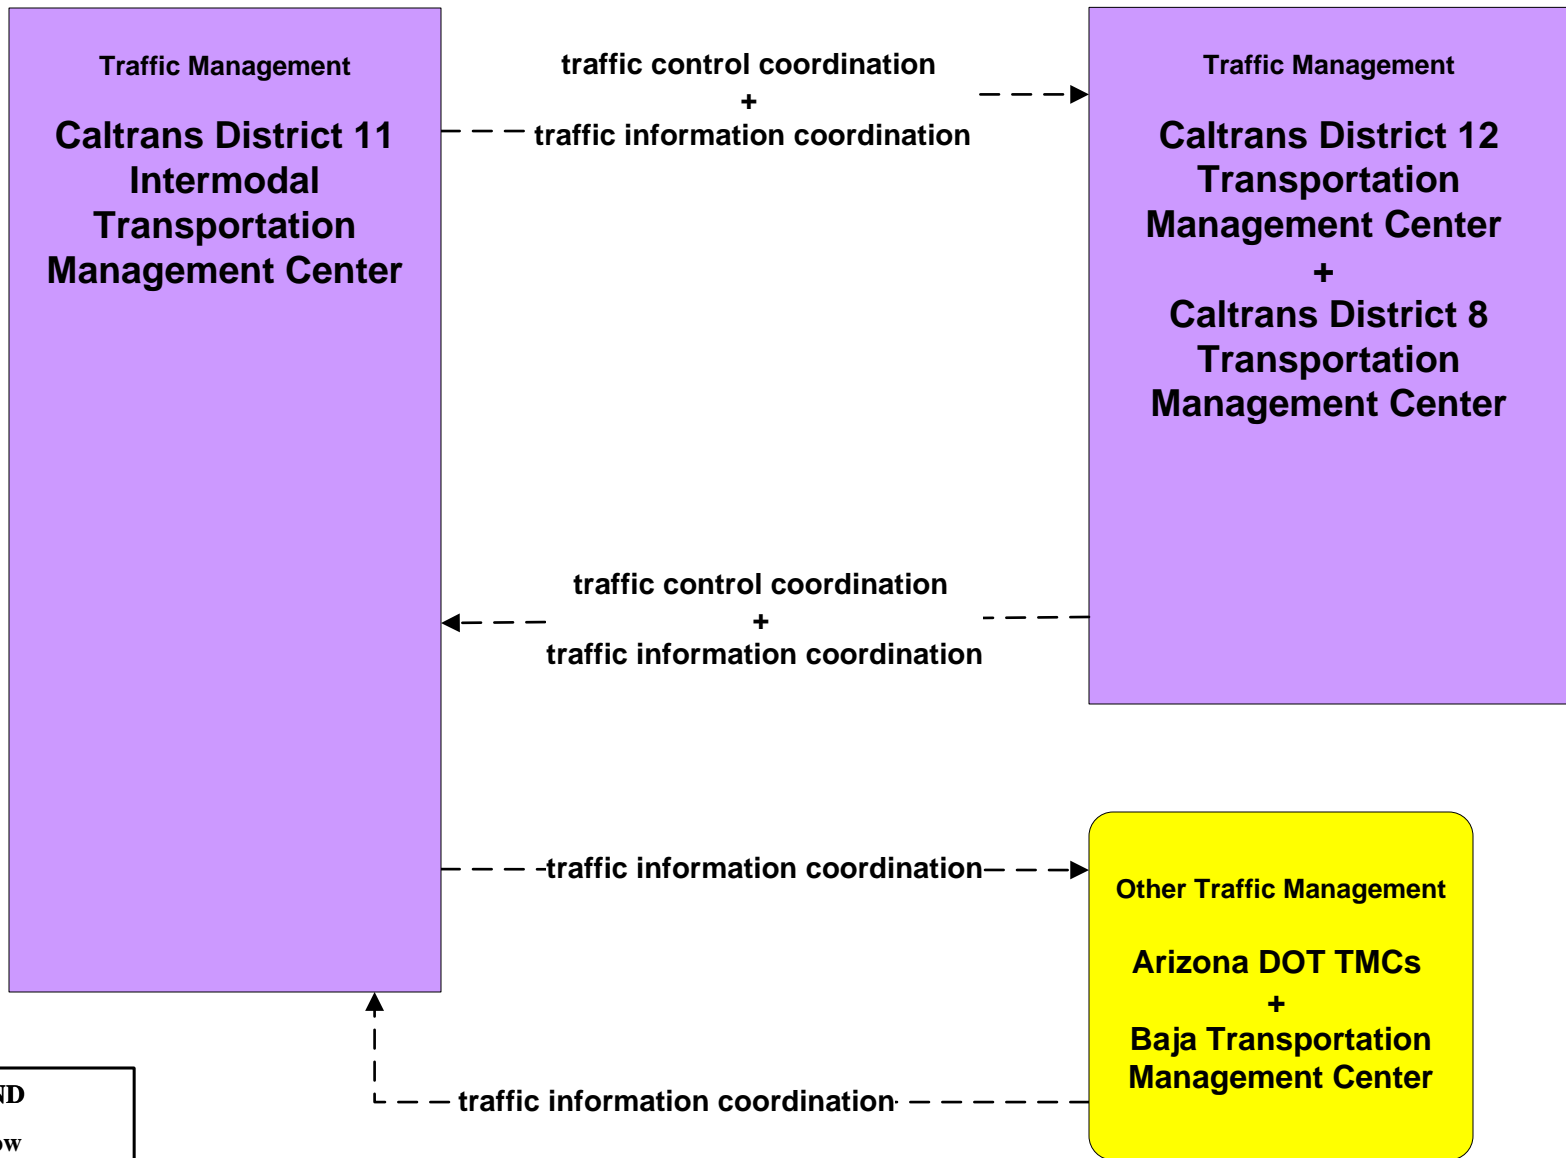 Traffic Management
Caltrans District 11
Intermodal
Transportation
Management Center
traffic control coordination
+
traffic information coordination
Traffic Management
Caltrans District 12
Transportation
Management Center
+
Caltrans District 8
Transportation
Management Center
traffic control coordination
+
traffic information coordination
traffic information coordination
Other Traffic Management
Arizona DOT TMCs
+
Baja Transportation
Management Center
traffic information coordination